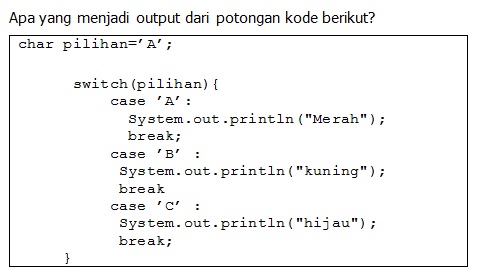 Apa yang menjadi output dari potongan kode berikut?
char pilihan=’A’;
switch(pilihan){
case ’A’:
System.out.println("Merah");
break;
case ’B’ :
System.out.println("kuning");
break
case ’C’ :
System.out.println("hijau");
break;
}